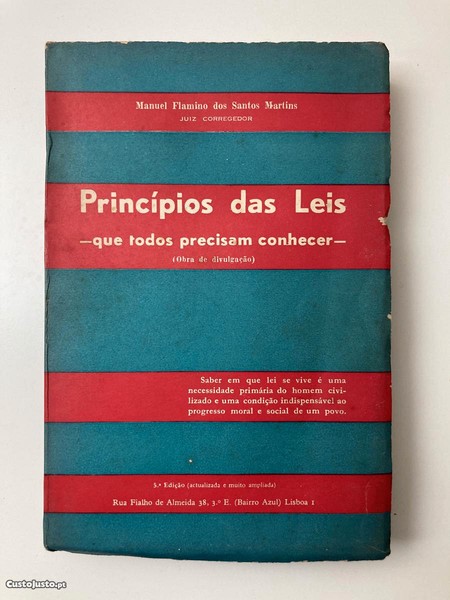 Manuel Flamino dos Santos Martins
JUIZ CORREGEDOR
Princípios das Leis
—que todos precisam conhecer—
(Obra de divulgação)
Saber em que lei se vive é uma
necessidade primária do homem civi-
lizado e uma condição indispensável ao
progresso moral e social de um povo.
3.ª Edição (actualizada e muito ampliada)
Rua Fialho de Almeida 38, 3.º E. (Bairro Azul) Lisboa 1
CustoJusto.pt